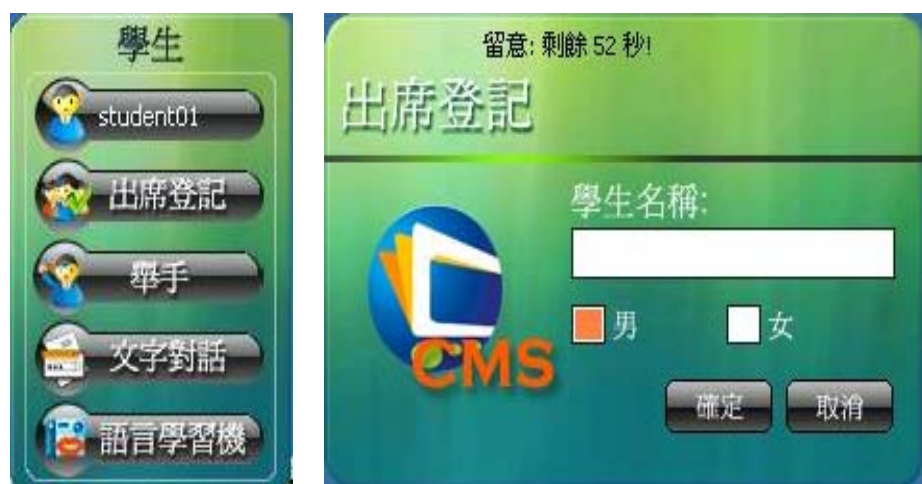 學生
student01
出席登記
舉手
文字對話
語言學習機
留意: 剩餘 52 秒!
出席登記
學生名稱:
男
女
CMS
確定
取消